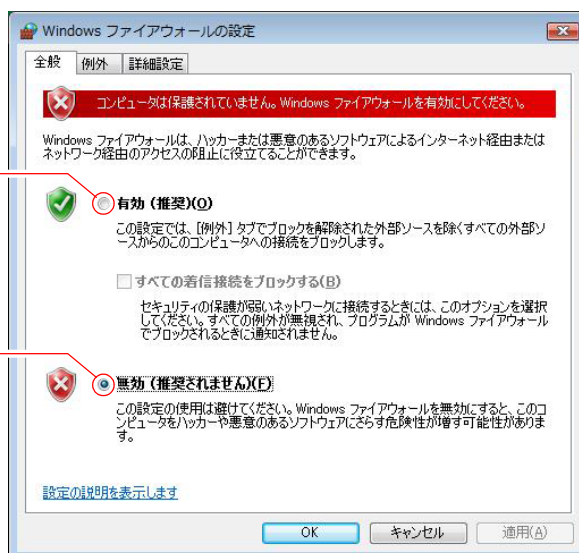 Windows ファイアウォールの設定
全般 例外 詳細設定
コンピュータは保護されていません。Windows ファイアウォールを有効にしてください。
Windows ファイアウォールは、ハッカーまたは悪意のあるソフトウェアによるインターネット経由または
ネットワーク経由のアクセスの阻止に役立てることができます。
有効 (推奨)(O)
この設定では、[例外] タブでブロックを解除された外部ソースを除くすべての外部ソ
ースからのこのコンピュータへの接続をブロックします。
すべての着信接続をブロックする(B)
セキュリティの保護が弱いネットワークに接続するときには、このオプションを選択
してください。すべての例外が無視され、プログラムが Windows ファイアウォール
でブロックされるときに通知されません。
無効 (推奨されません)(F)
この設定の使用は避けてください。Windows ファイアウォールを無効にすると、このコ
ンピュータをハッカーや悪意のあるソフトウェアにさらす危険性が増す可能性がありま
す。
設定の説明を表示します
OK キャンセル 適用(A)